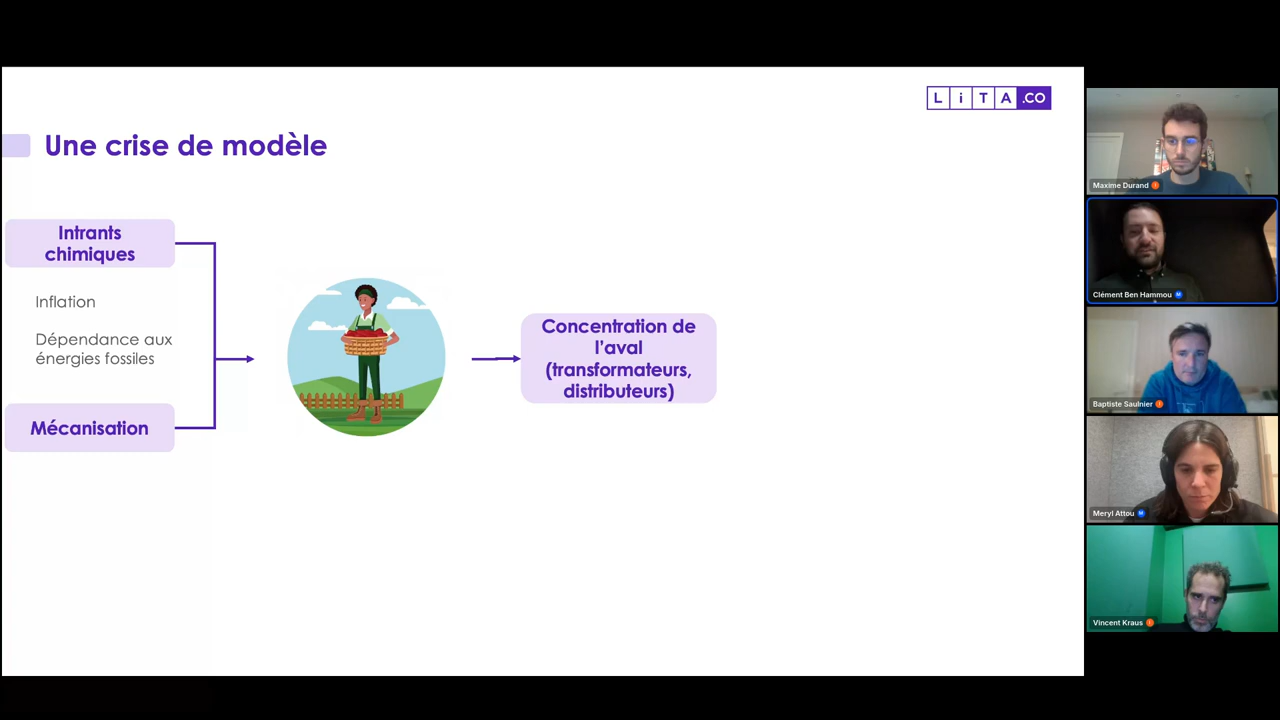 LiTA.CO
Une crise de modèle
Intrants
chimiques
Inflation
Dépendance aux
énergies fossiles
Mécanisation
Concentration de
l'aval
(transformateurs,
distributeurs)
Maxime Durand
Clément Ben Hammou
M
Baptiste Saulnier
Meryl Attou
M
Vincent Kraus